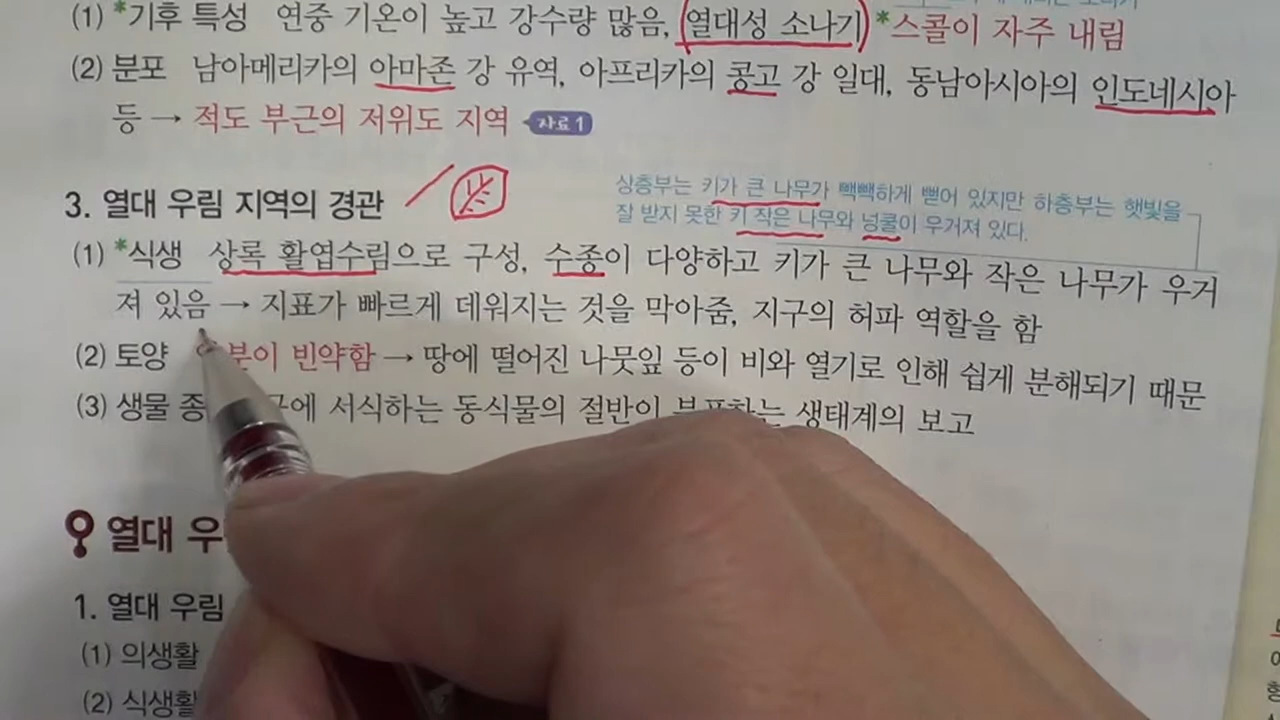 (1) *기후 특성 연중 기온이 높고 강수량 많음, (열대성 소나기) *스콜이 자주 내림
(2) 분포 남아메리카의 아마존 강 유역, 아프리카의 콩고 강 일대, 동남아시아의 인도네시아
등 → 적도 부근의 저위도 지역 자료1
3. 열대 우림 지역의 경관
상층부는 키가 큰 나무가 빽빽하게 뻗어 있지만 하층부는 햇빛을
잘 받지 못한 키 작은 나무와 넝쿨이 우거져 있다.
(1) *식생 상록 활엽수림으로 구성, 수종이 다양하고 키가 큰 나무와 작은 나무가 우거
져 있음 → 지표가 빠르게 데워지는 것을 막아줌, 지구의 허파 역할을 함
(2) 토양 빈약함 → 땅에 떨어진 나뭇잎 등이 비와 열기로 인해 쉽게 분해되기 때문
(3) 생물 서식하는 동식물의 절반이 분포하는 생태계의 보고
열대
1. 열대 우림
(1) 의생활
(2) 식생활